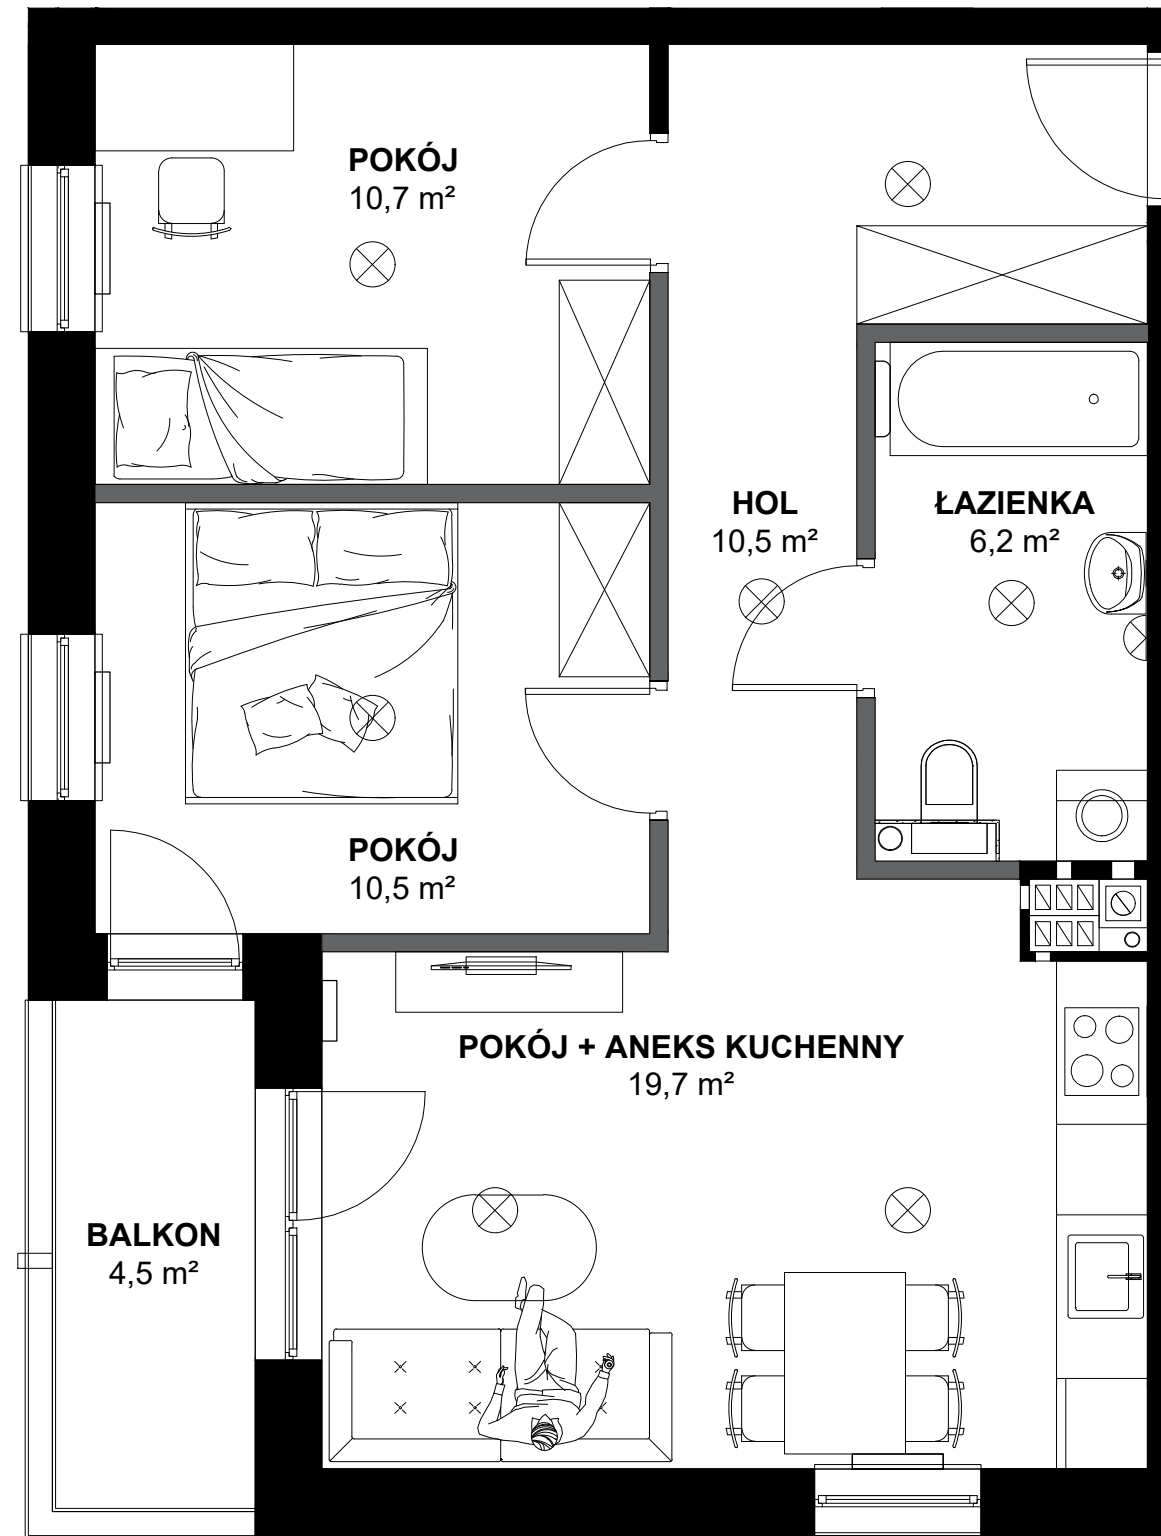 POKÓJ
10,7 m²
HOL
10,5 m²
ŁAZIENKA
6,2 m²
POKÓJ
10,5 m²
POKÓJ + ANEKS KUCHENNY
19,7 m²
BALKON
4,5 m²